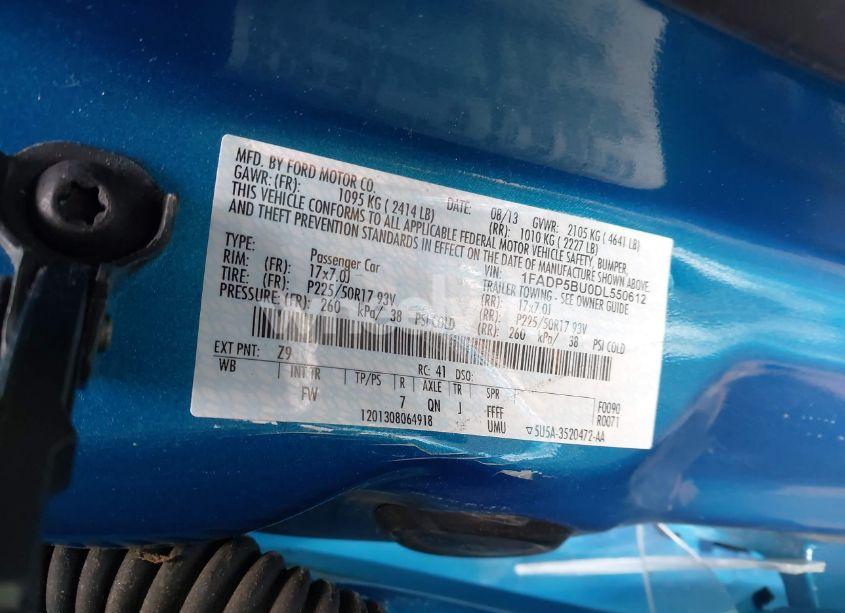 MFD. BY FORD MOTOR CO.
DATE: 08/13 GVWR: 2105 KG ( 4641 LB)
GAWR: (FR): 1095 KG ( 2414 LB) (RR): 1010 KG ( 2227 LB)
THIS VEHICLE CONFORMS TO ALL APPLICABLE FEDERAL MOTOR VEHICLE SAFETY, BUMPER,
AND THEFT PREVENTION STANDARDS IN EFFECT ON THE DATE OF MANUFACTURE SHOWN ABOVE.
VIN: 1FADP5BU0DL550612
TYPE: Passenger Car TRAILER TOWING - SEE OWNER GUIDE
RIM: (FR): 17x7.0J (RR): 17x7.0J
TIRE: (FR): P225/50R17 93V (RR): P225/50R17 93V
PRESSURE: (FR): 260 kPa/ 38 PSI COLD (RR): 260 kPa/ 38 PSI COLD
EXT PNT: Z9 RC: 41 DSO:
WB INT TR TP/PS R AXLE TR SPR
FW 7 QN J FFFF F0090
1201308064918 UMU R0071
▽5U5A-3520472-AA